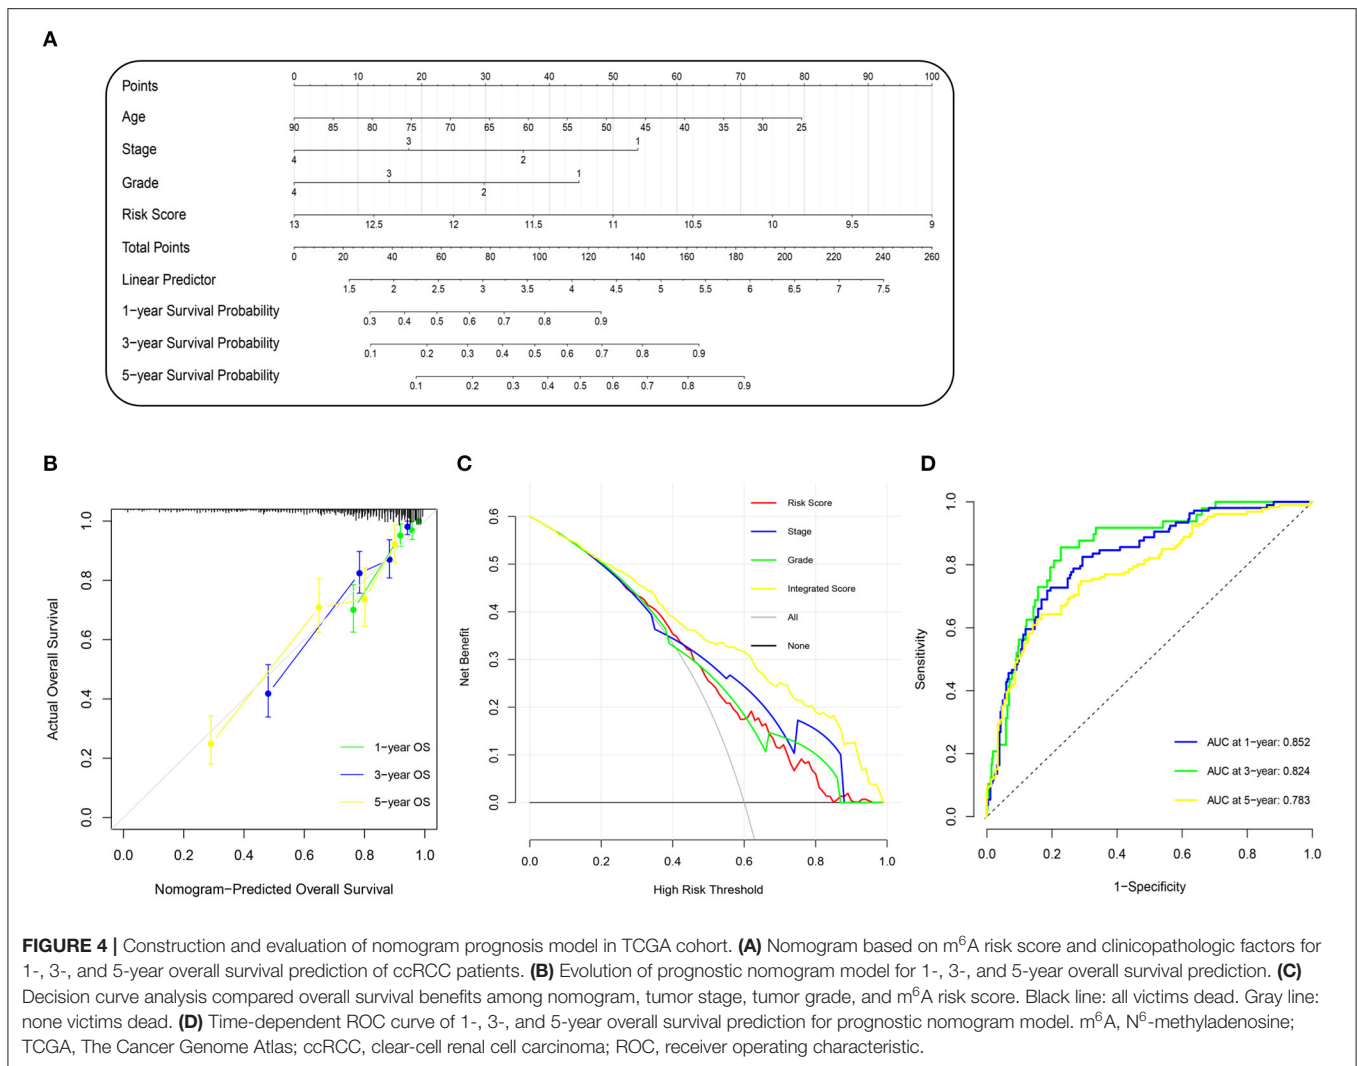 A
Points
0 10 20 30 40 50 60 70 80 90 100
Age
90 85 80 75 70 65 60 55 50 45 40 35 30 25
Stage
4 3 2 1
Grade
4 3 2 1
Risk Score
13 12.5 12 11.5 11 10.5 10 9.5 9
Total Points
0 20 40 60 80 100 120 140 160 180 200 220 240 260
Linear Predictor
1.5 2 2.5 3 3.5 4 4.5 5 5.5 6 6.5 7 7.5
1−year Survival Probability
0.3 0.4 0.5 0.6 0.7 0.8 0.9
3−year Survival Probability
0.1 0.2 0.3 0.4 0.5 0.6 0.7 0.8 0.9
5−year Survival Probability
0.1 0.2 0.3 0.4 0.5 0.6 0.7 0.8 0.9
B
Actual Overall Survival
1.0
0.8
0.6
0.4
0.2
0.0
1−year OS
3−year OS
5−year OS
0.0 0.2 0.4 0.6 0.8 1.0
Nomogram−Predicted Overall Survival
C
Net Benefit
0.6
0.5
0.4
0.3
0.2
0.1
0.0
Risk Score
Stage
Grade
Integrated Score
All
None
0.0 0.2 0.4 0.6 0.8 1.0
High Risk Threshold
D
Sensitivity
1.0
0.8
0.6
0.4
0.2
0.0
AUC at 1−year: 0.852
AUC at 3−year: 0.824
AUC at 5−year: 0.783
0.0 0.2 0.4 0.6 0.8 1.0
1−Specificity
FIGURE 4 | Construction and evaluation of nomogram prognosis model in TCGA cohort. (A) Nomogram based on m⁶A risk score and clinicopathologic factors for
1-, 3-, and 5-year overall survival prediction of ccRCC patients. (B) Evolution of prognostic nomogram model for 1-, 3-, and 5-year overall survival prediction. (C)
Decision curve analysis compared overall survival benefits among nomogram, tumor stage, tumor grade, and m⁶A risk score. Black line: all victims dead. Gray line:
none victims dead. (D) Time-dependent ROC curve of 1-, 3-, and 5-year overall survival prediction for prognostic nomogram model. m⁶A, N⁶-methyladenosine;
TCGA, The Cancer Genome Atlas; ccRCC, clear-cell renal cell carcinoma; ROC, receiver operating characteristic.